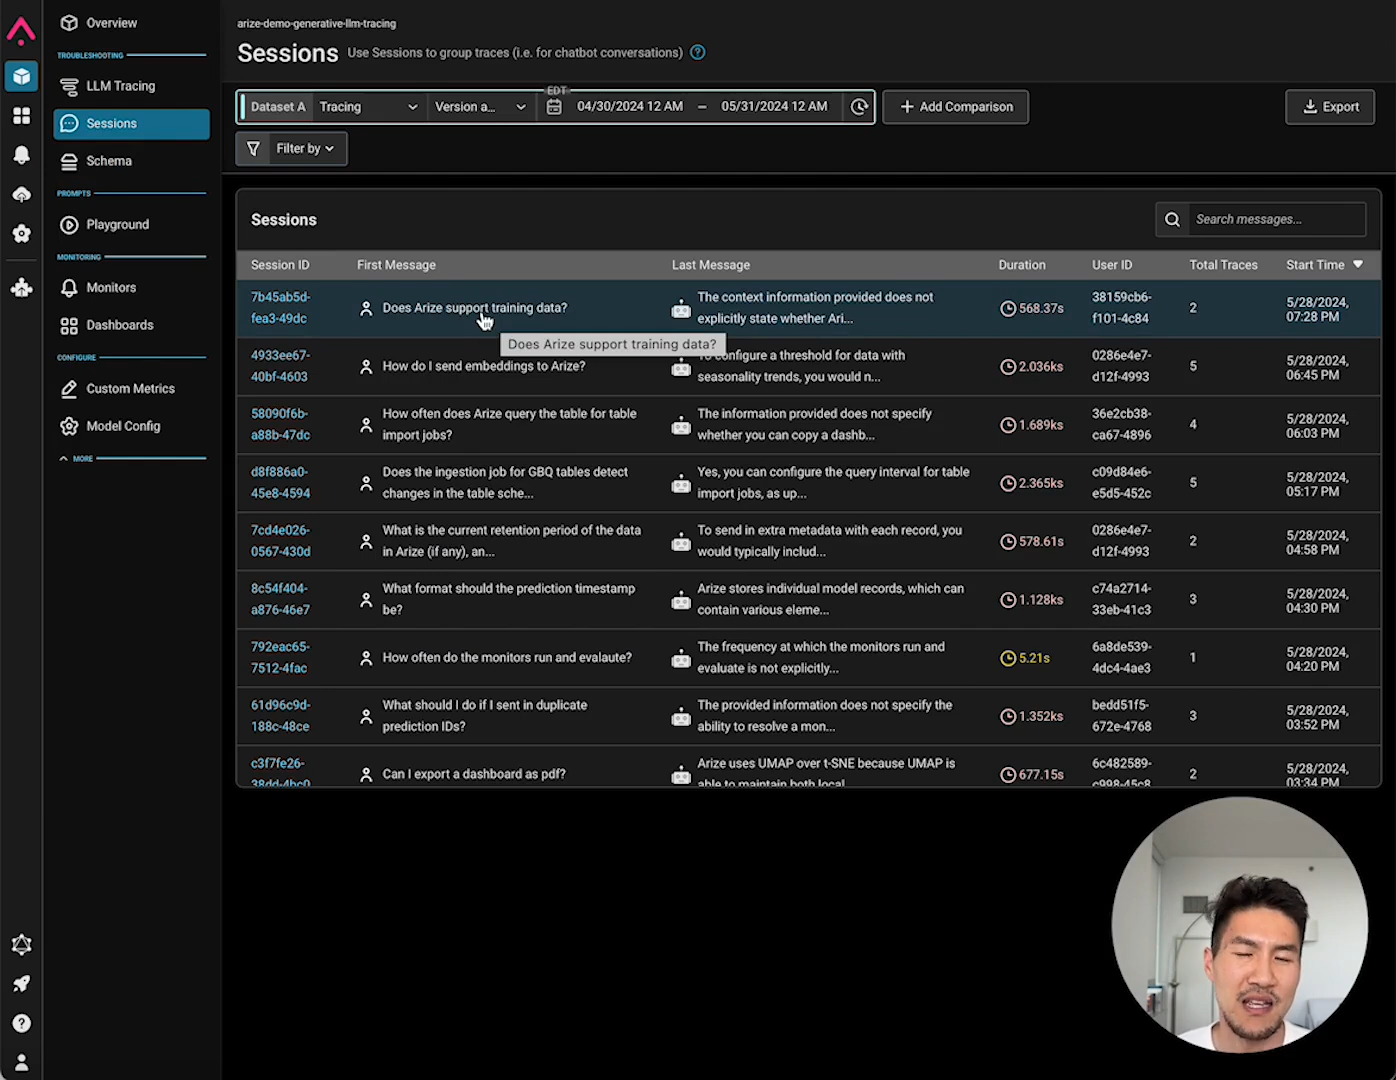 Overview
TROUBLESHOOTING
LLM Tracing
Sessions
Schema
PROMPTS
Playground
MONITORING
Monitors
Dashboards
CONFIGURE
Custom Metrics
Model Config
MORE
arize-demo-generative-llm-tracing
Sessions Use Sessions to group traces (i.e. for chatbot conversations) ?
Dataset A Tracing Version a... EDT 04/30/2024 12 AM – 05/31/2024 12 AM
+ Add Comparison
Export
Filter by
Sessions
Search messages...
Session ID First Message Last Message Duration User ID Total Traces Start Time
7b45ab5d- The context information provided does not 38159cb6- 5/28/2024,
Does Arize support training data? 568.37s 2
fea3-49dc explicitly state whether Ari... f101-4c84 07:28 PM
Does Arize support training data?
4933ee67- configure a threshold for data with 0286e4e7- 5/28/2024,
How do I send embeddings to Arize? 2.036ks 5
40bf-4603 seasonality trends, you would n... d12f-4993 06:45 PM
58090f6b- How often does Arize query the table for table The information provided does not specify 36e2cb38- 5/28/2024,
1.689ks 4
a88b-47dc import jobs? whether you can copy a dashb... ca67-4896 06:03 PM
d8f886a0- Does the ingestion job for GBQ tables detect Yes, you can configure the query interval for table c09d84e6- 5/28/2024,
2.365ks 5
45e8-4594 changes in the table sche... import jobs, as up... e5d5-452c 05:17 PM
7cd4e026- What is the current retention period of the data To send in extra metadata with each record, you 0286e4e7- 5/28/2024,
578.61s 2
0567-430d in Arize (if any), an... would typically includ... d12f-4993 04:58 PM
8c54f404- What format should the prediction timestamp Arize stores individual model records, which can c74a2714- 5/28/2024,
1.128ks 3
a876-46e7 be? contain various eleme... 33eb-41c3 04:30 PM
792eac65- The frequency at which the monitors run and 6a8de539- 5/28/2024,
How often do the monitors run and evalaute? 5.21s 1
7512-4fac evaluate is not explicitly... 4dc4-4ae3 04:20 PM
61d96c9d- What should I do if I sent in duplicate The provided information does not specify the bedd51f5- 5/28/2024,
1.352ks 3
188c-48ce prediction IDs? ability to resolve a mon... 672e-4768 03:52 PM
c3f7fe26- Arize uses UMAP over t-SNE because UMAP is 6c482589- 5/28/2024,
Can I export a dashboard as pdf? 677.15s 2
38dd-4bc0 able to maintain both local c998-45c8 03:34 PM
?